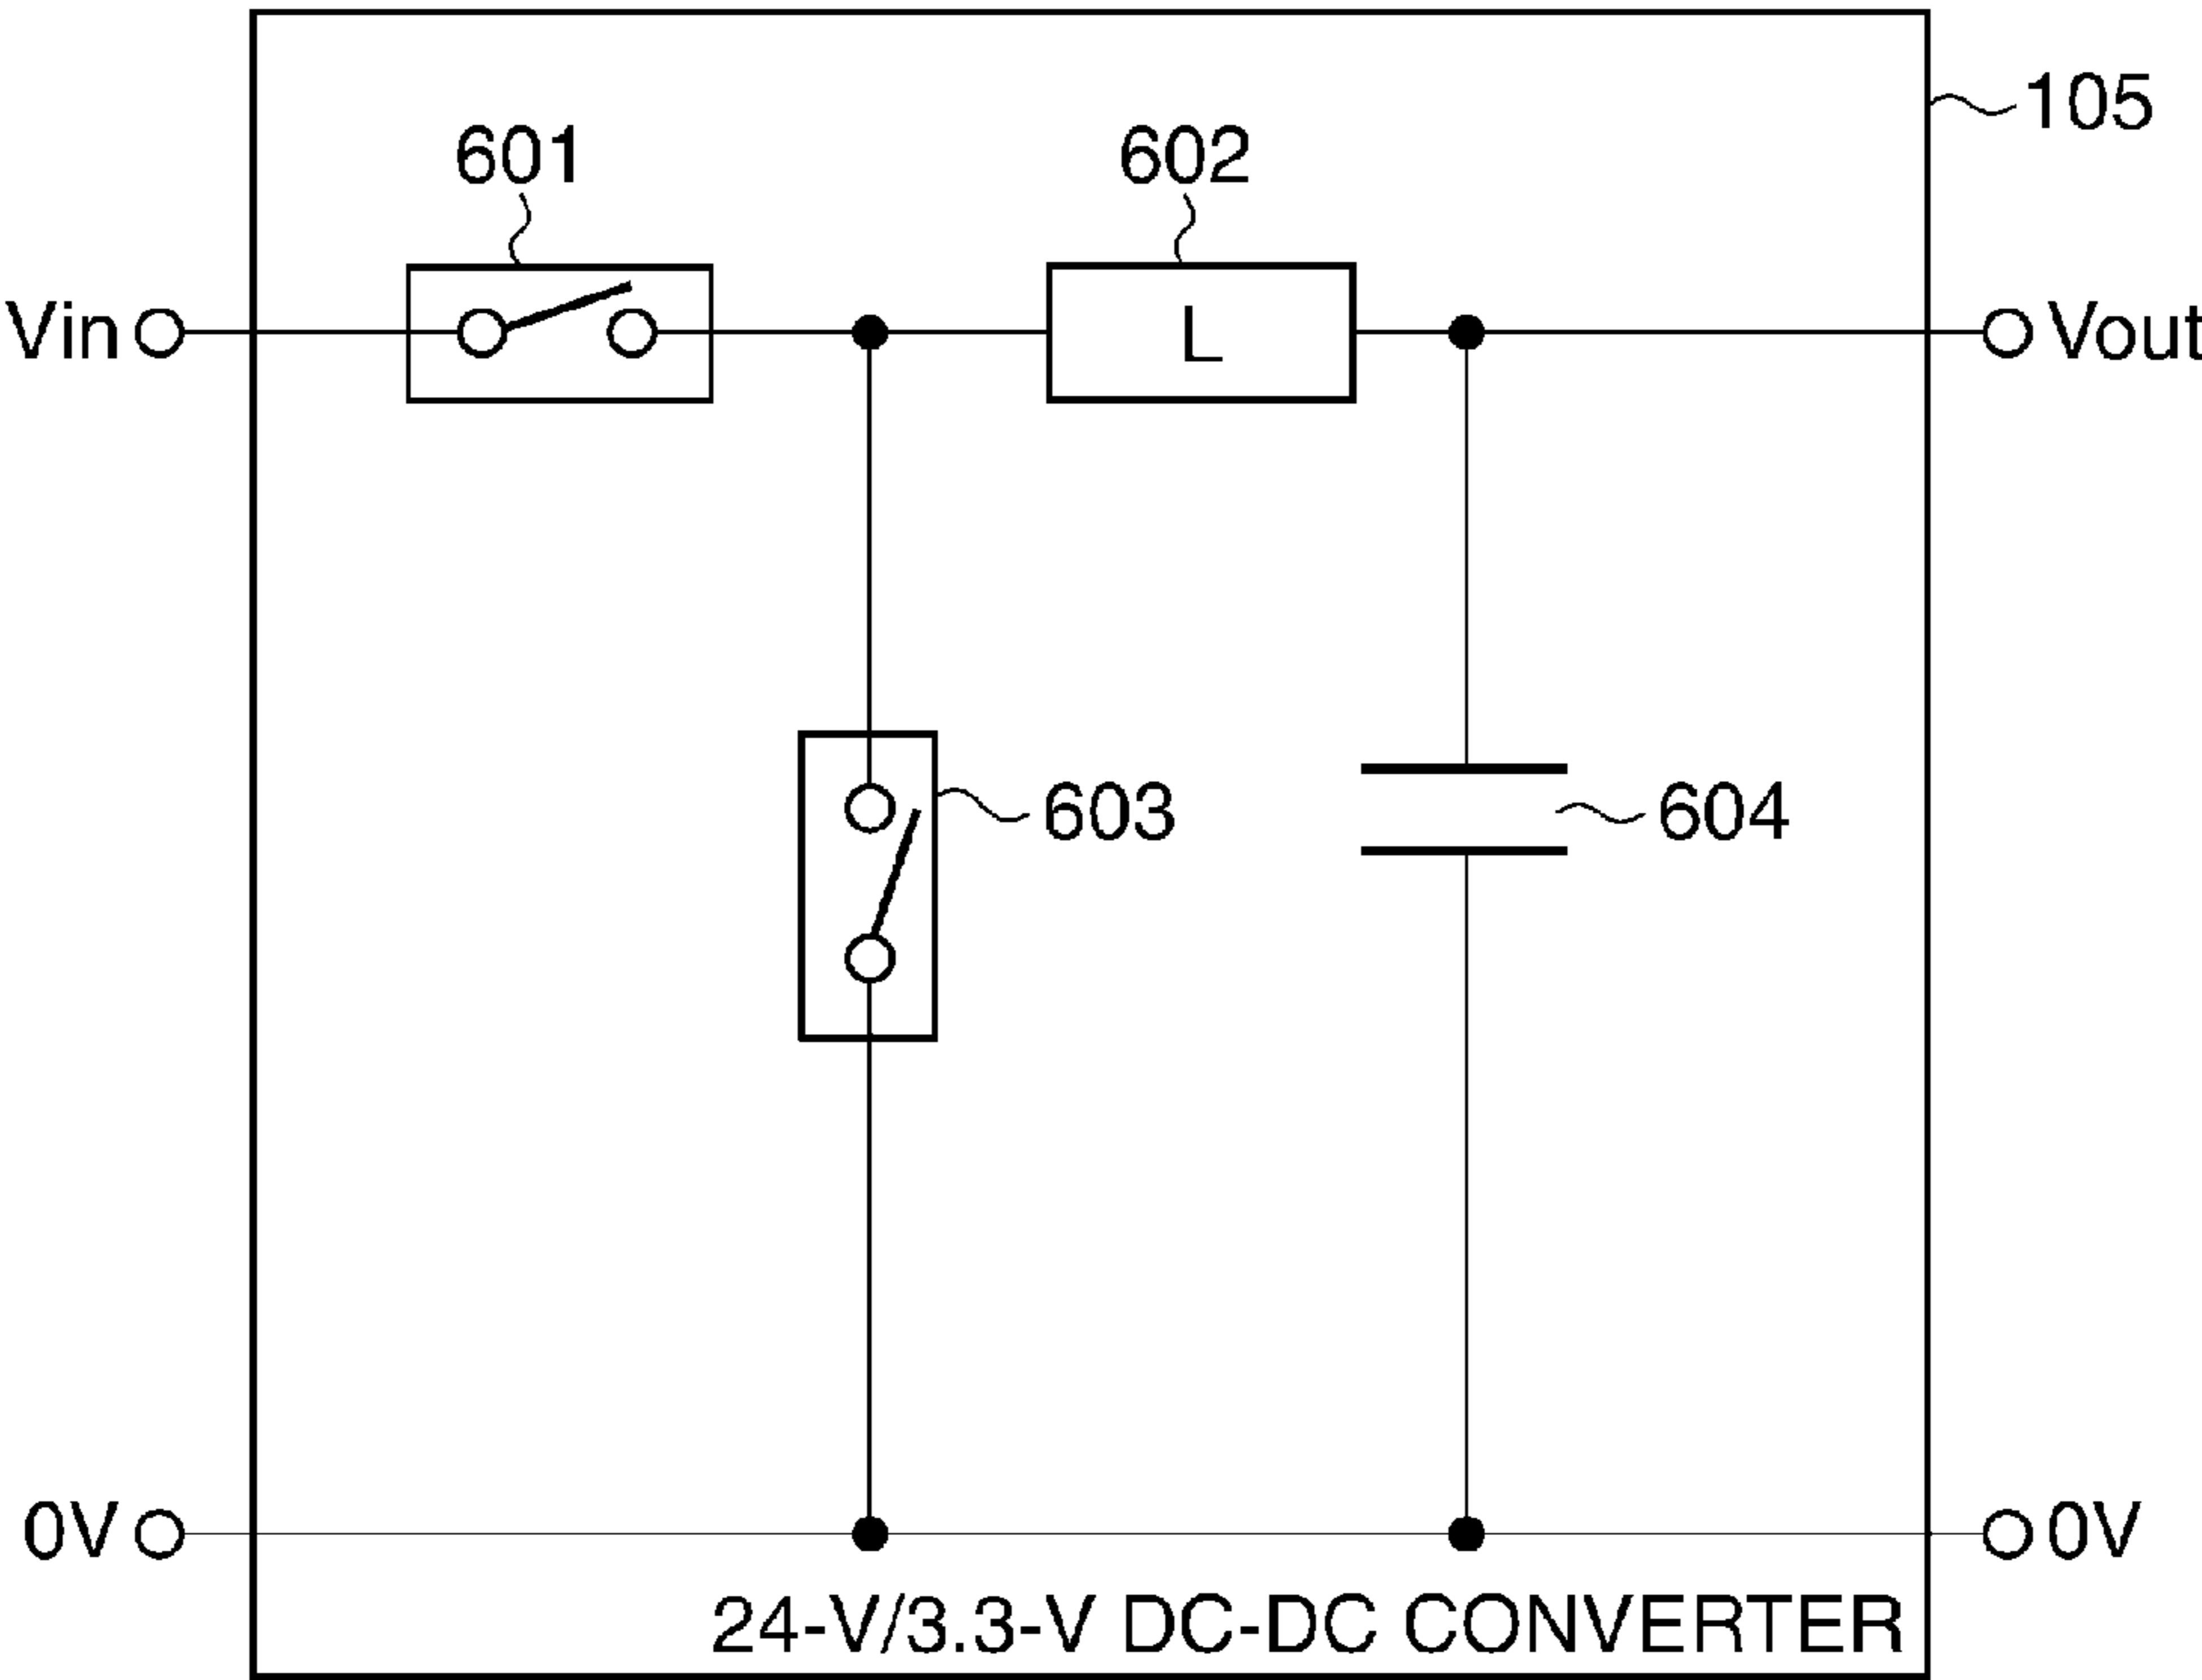 105
601
602
Vin
L
Vout
603
604
0V
0V
24-V/3.3-V DC-DC CONVERTER